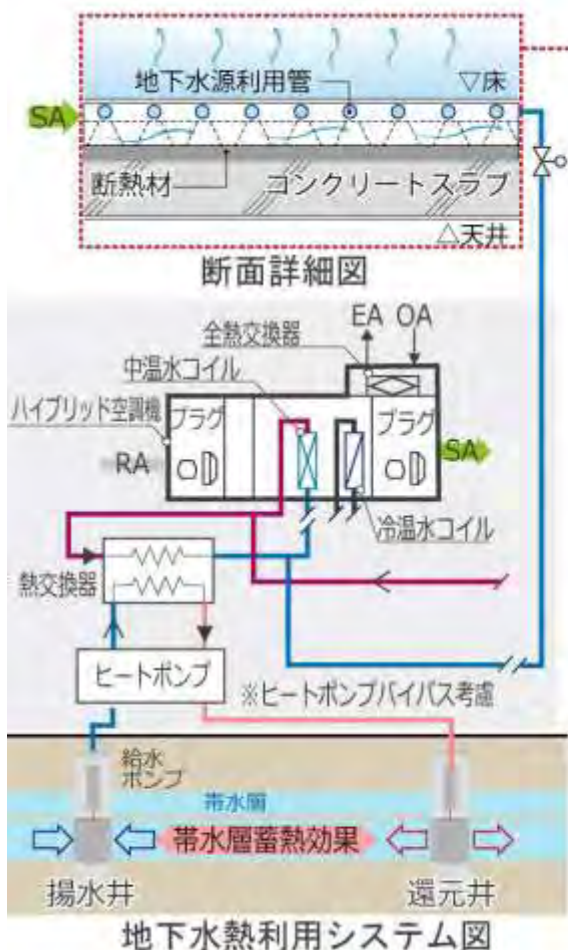 地下水源利用管
▽床
SA
断熱材
コンクリートスラブ
△天井
断面詳細図
EA OA
全熱交換器
中温水コイル
ハイブリッド空調機
プラグ
プラグ
RA
SA
冷温水コイル
熱交換器
ヒートポンプ
※ヒートポンプバイパス考慮
給水
ポンプ
帯水層
帯水層蓄熱効果
揚水井
還元井
地下水熱利用システム図